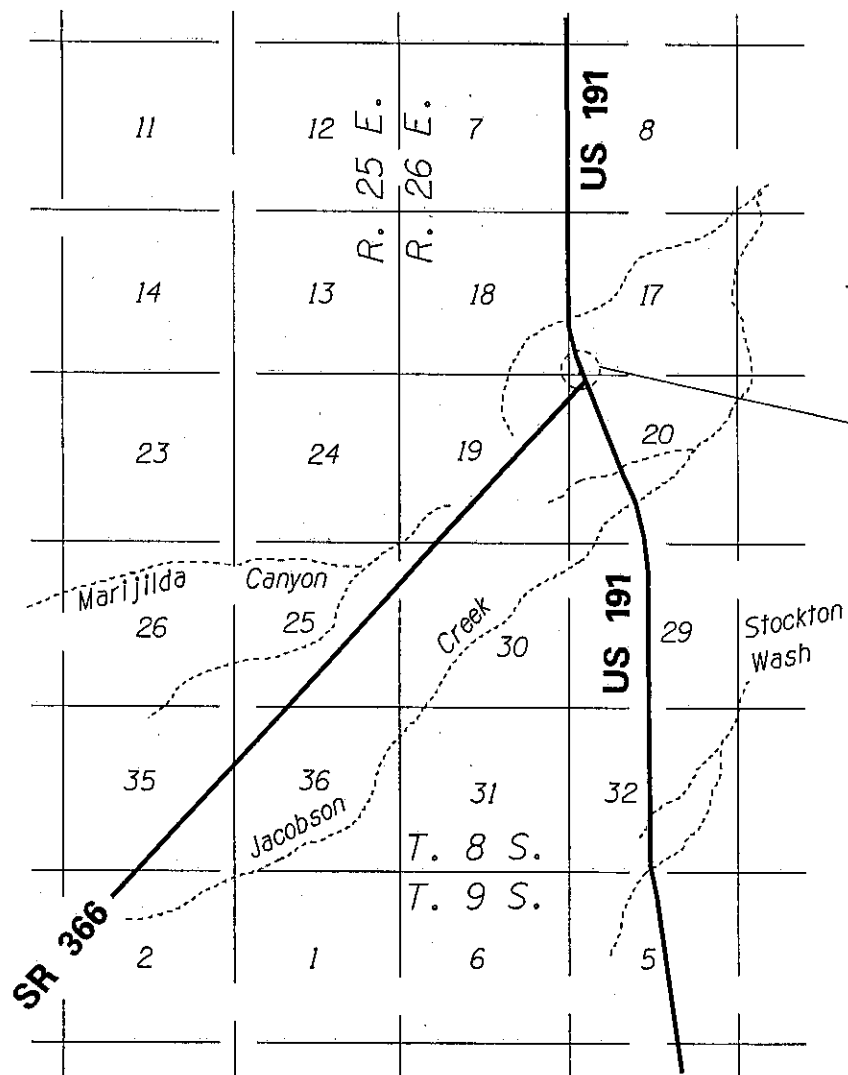 11
12
R. 25 E.
R. 26 E.
7
US 191
8
14
13
18
17
23
24
19
20
Marijilda Canyon
26
25
Creek
30
US 191
29
Stockton
Wash
35
36
Jacobson
31
32
T. 8 S.
T. 9 S.
SR 366
2
1
6
5